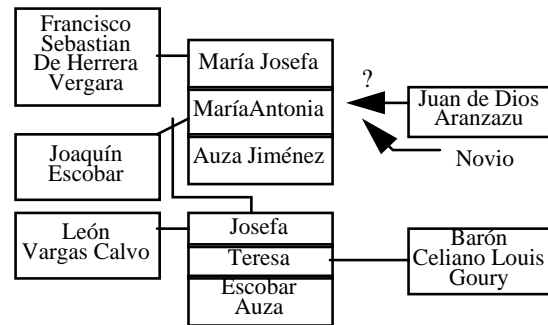 Francisco
Sebastian
De Herrera
Vergara
María Josefa
?
MaríaAntonia
Juan de Dios
Aranzazu
Auza Jiménez
Novio
Joaquín
Escobar
León
Vargas Calvo
Josefa
Teresa
Escobar
Auza
Barón
Celiano Louis
Goury